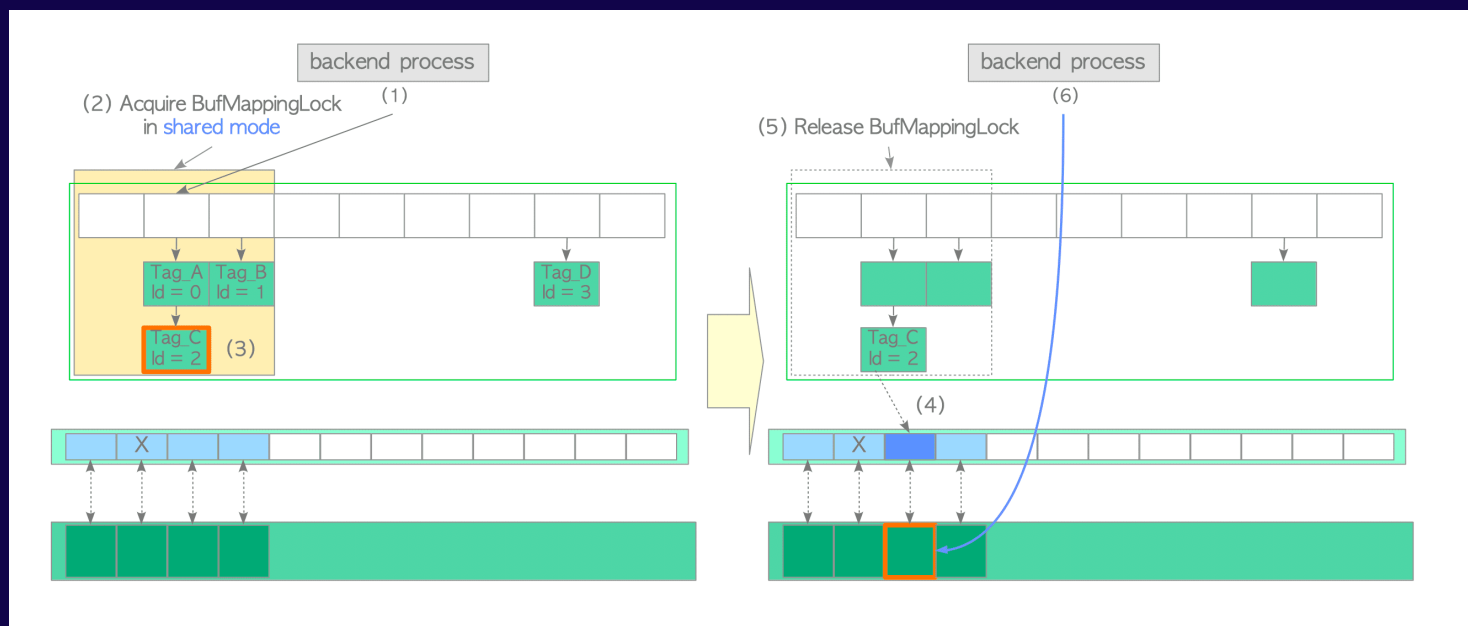 backend process
(1)
(2) Acquire BufMappingLock
in shared mode
Tag_A
Id = 0
Tag_B
Id = 1
Tag_D
Id = 3
Tag_C
Id = 2
(3)
X
backend process
(6)
(5) Release BufMappingLock
Tag_C
Id = 2
(4)
X